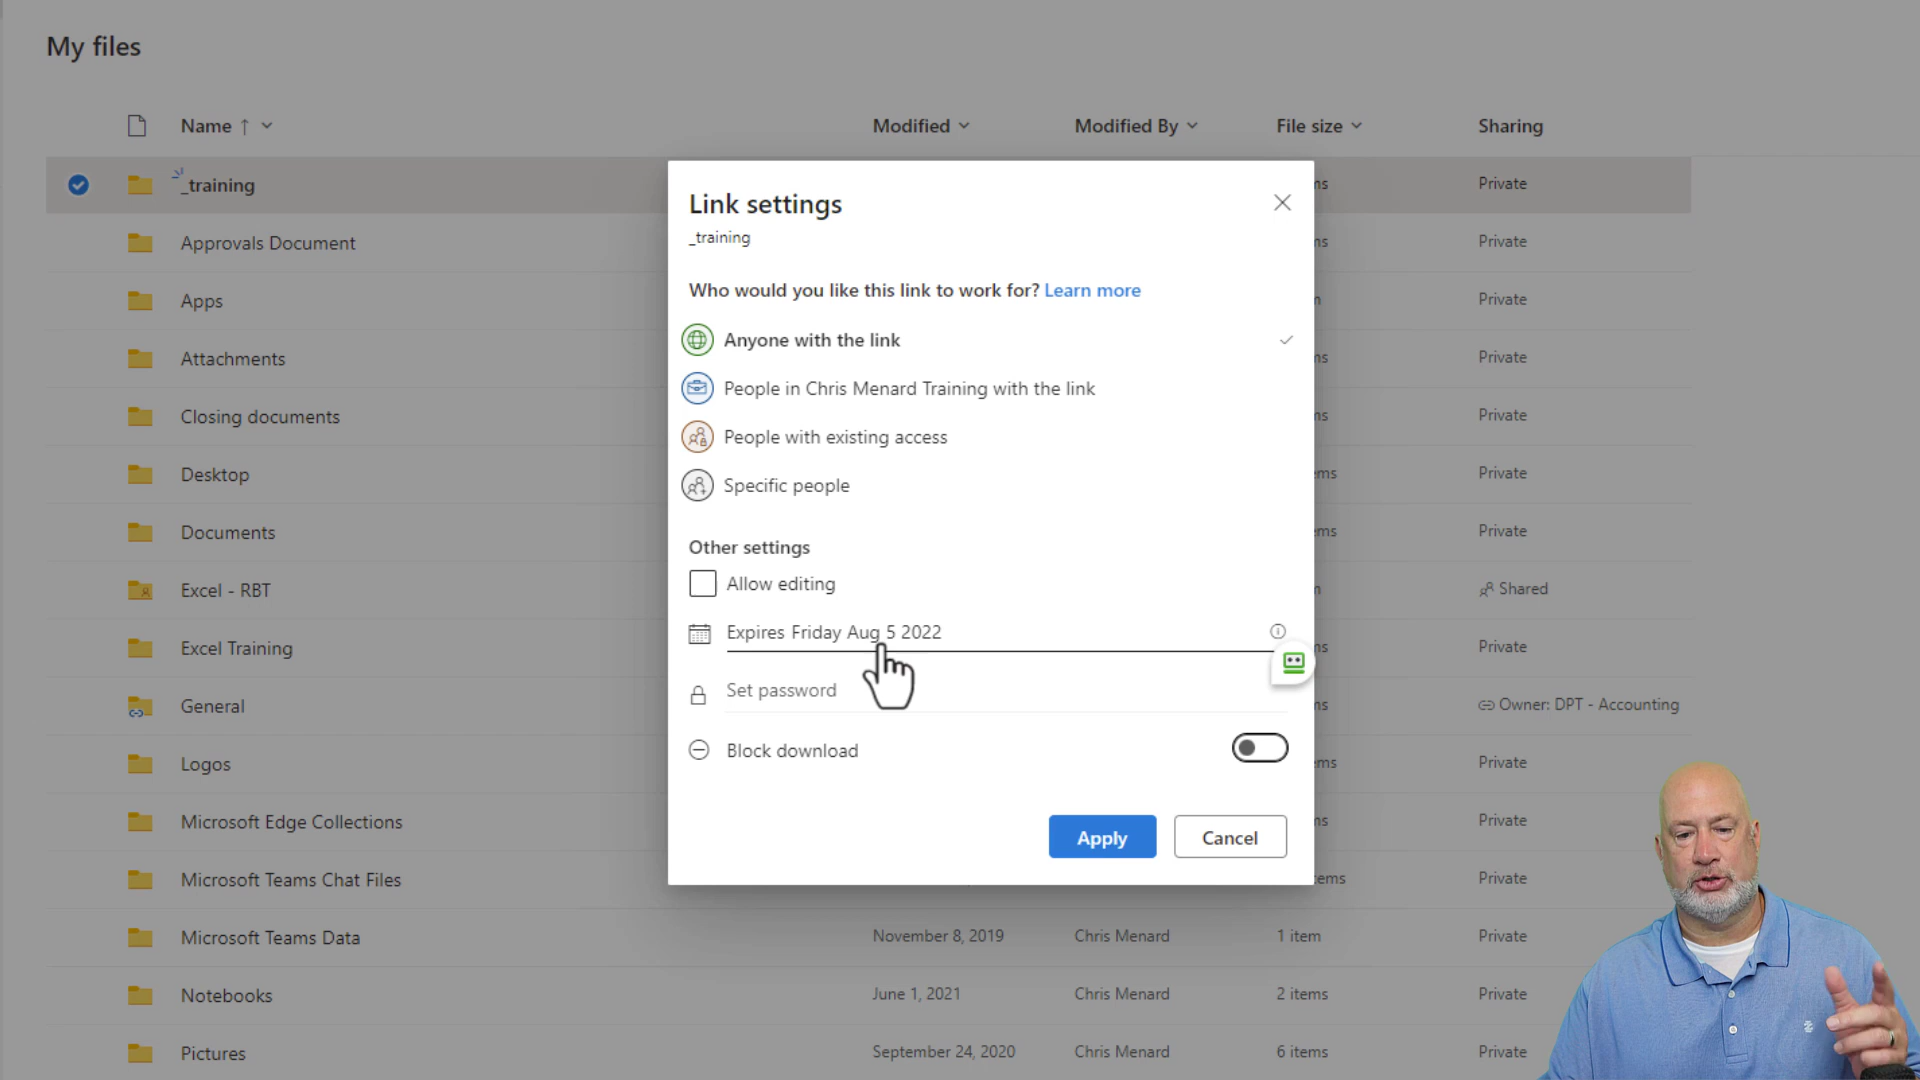 My files
Name Modified Modified By File size Sharing
_training Private
Approvals Document Private
Apps Private
Attachments Private
Closing documents Private
Desktop Private
Documents Private
Excel - RBT Shared
Excel Training Private
General Owner: DPT - Accounting
Logos Private
Microsoft Edge Collections Private
Microsoft Teams Chat Files Private
Microsoft Teams Data November 8, 2019 Chris Menard 1 item Private
Notebooks June 1, 2021 Chris Menard 2 items Private
Pictures September 24, 2020 Chris Menard 6 items Private
Link settings
_training
Who would you like this link to work for? Learn more
Anyone with the link
People in Chris Menard Training with the link
People with existing access
Specific people
Other settings
Allow editing
Expires Friday Aug 5 2022
Set password
Block download
Apply Cancel